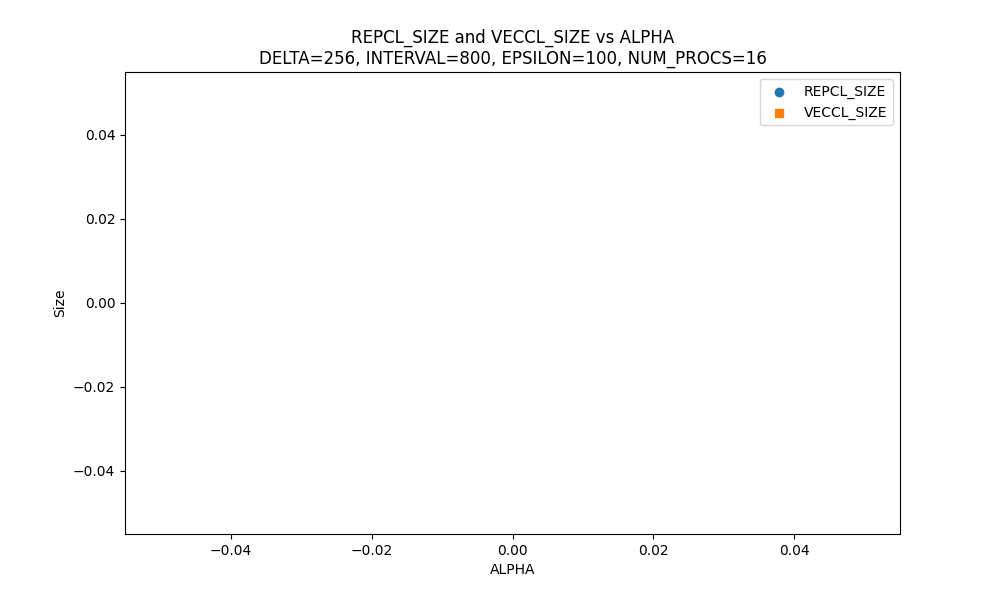 REPCL_SIZE and VECCL_SIZE vs ALPHA
DELTA=256, INTERVAL=800, EPSILON=100, NUM_PROCS=16
REPCL_SIZE
VECCL_SIZE
0.04
0.02
0.00
−0.02
−0.04
Size
−0.04
−0.02
0.00
0.02
0.04
ALPHA